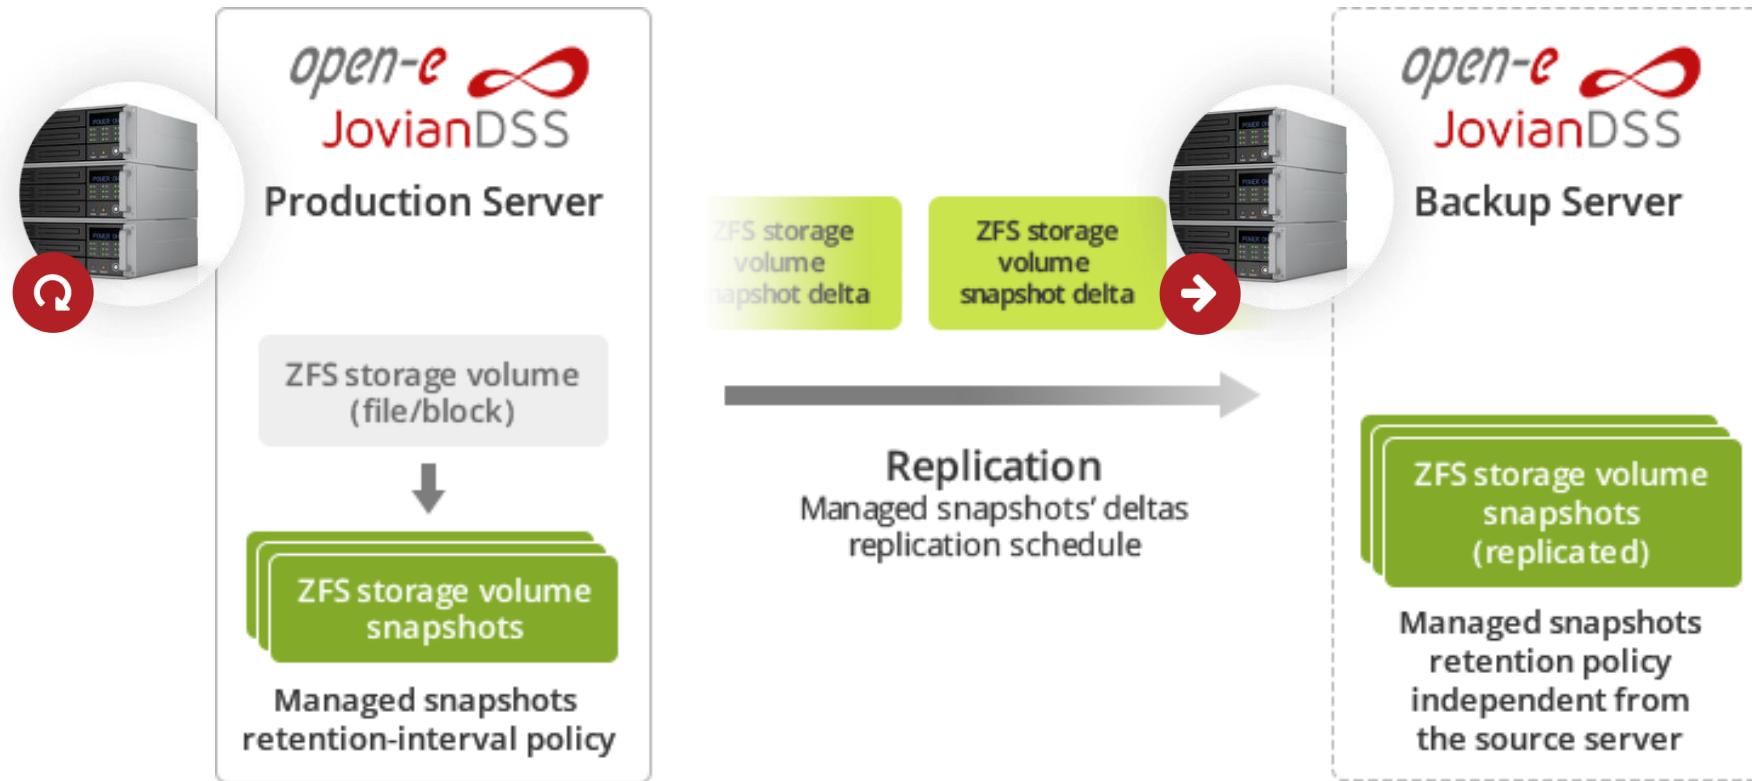 open-e
JovianDSS
Production Server
ZFS storage volume
(file/block)
ZFS storage volume
snapshots
Managed snapshots
retention-interval policy
ZFS storage
volume
snapshot delta
ZFS storage
volume
snapshot delta
Replication
Managed snapshots’ deltas
replication schedule
open-e
JovianDSS
Backup Server
ZFS storage volume
snapshots
(replicated)
Managed snapshots
retention policy
independent from
the source server